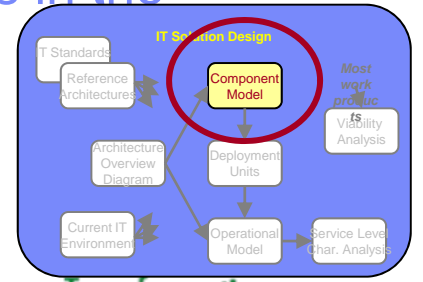 IT Solution Design
IT Standards
Reference
Architectures
Component
Model
Most
work
produc
ts
Viability
Analysis
Architecture
Overview
Diagram
Deployment
Units
Current IT
Environment
Operational
Model
Service Level
Char. Analysis